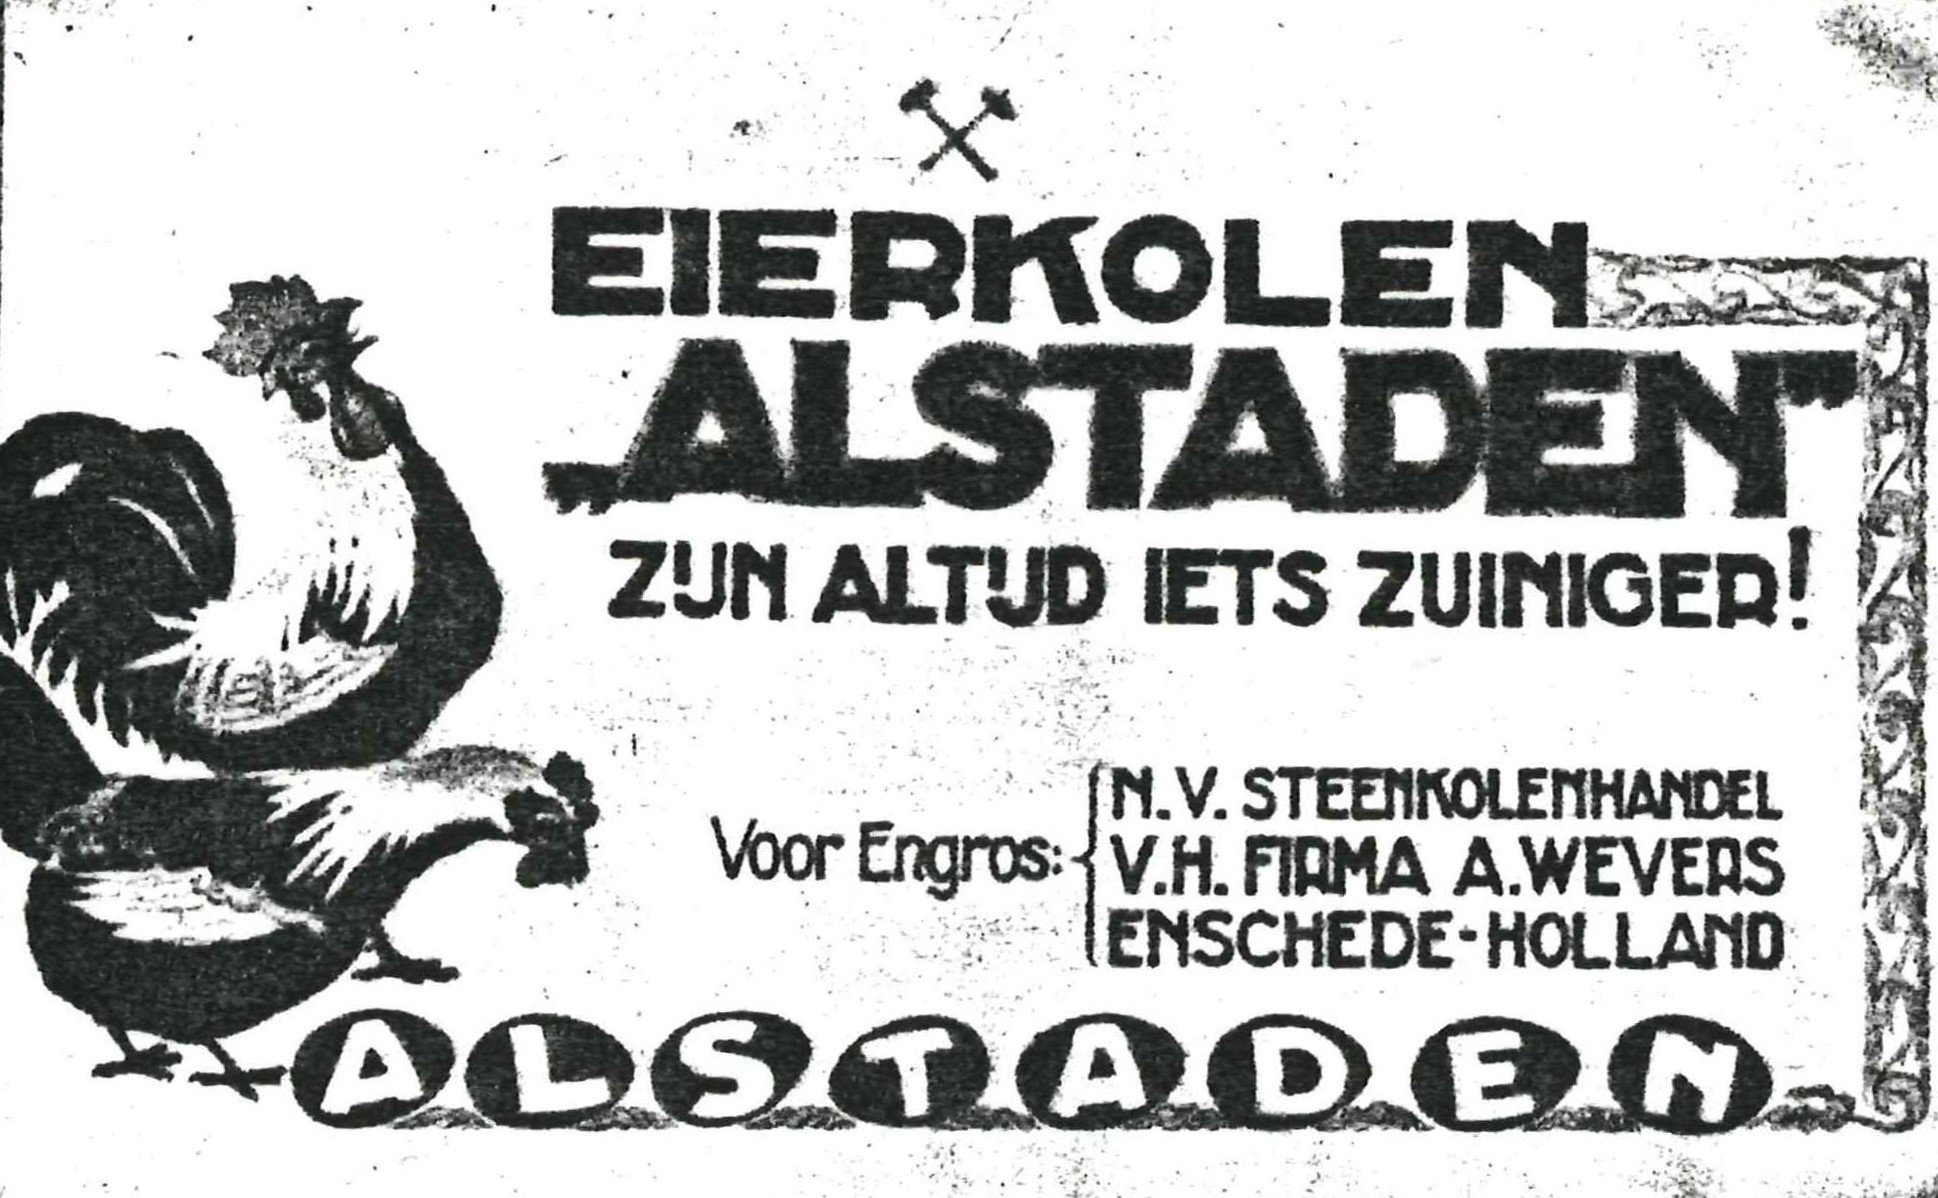 EIERKOLEN
„ALSTADEN"
ZIJN ALTIJD IETS ZUINIGER!
Voor Engros:
N.V. STEENKOLENHANDEL
V.H. FIRMA A. WEVERS
ENSCHEDE-HOLLAND
ALSTADEN